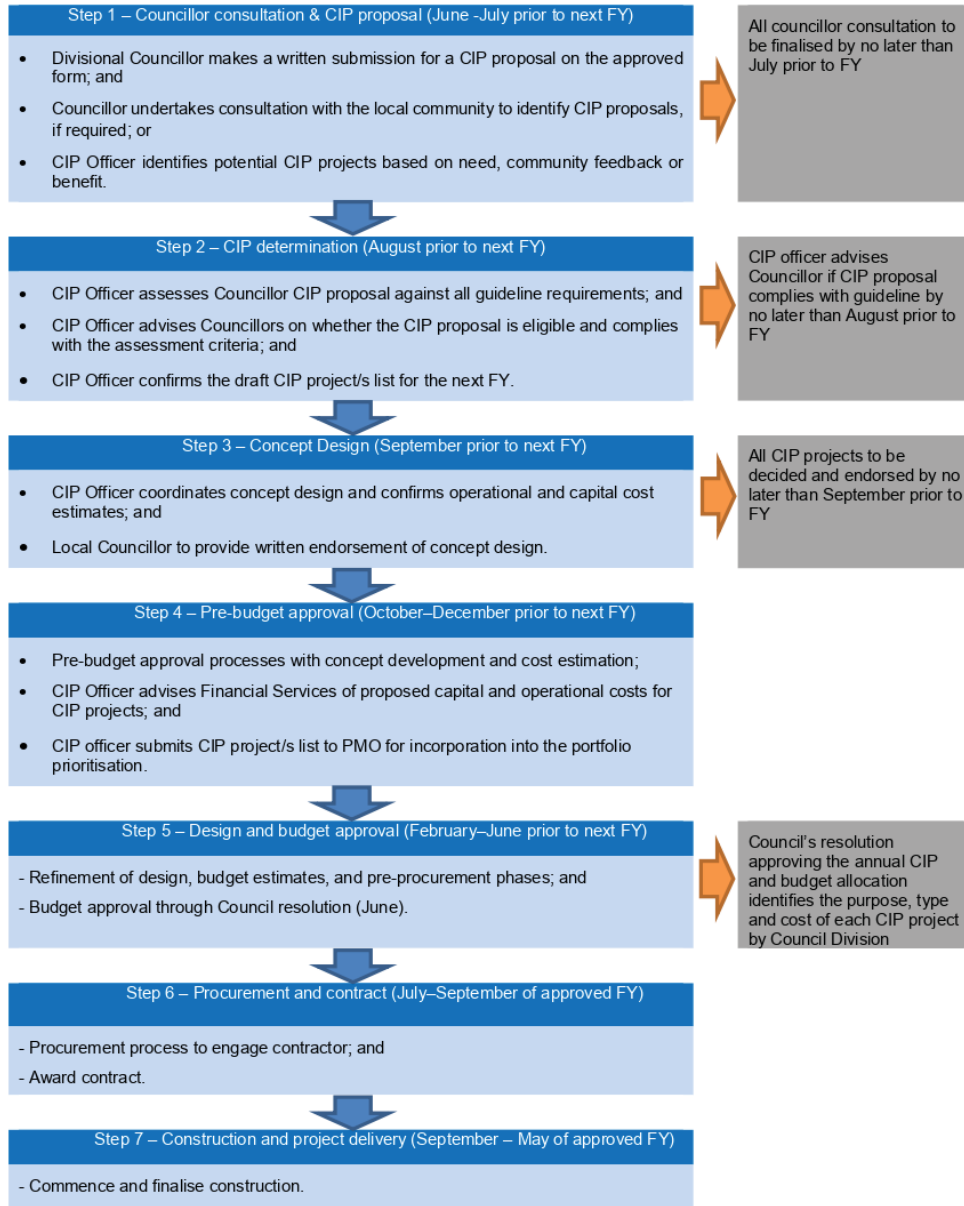 Step 1 – Councillor consultation & CIP proposal (June -July prior to next FY)
• Divisional Councillor makes a written submission for a CIP proposal on the approved
form; and
• Councillor undertakes consultation with the local community to identify CIP proposals,
if required; or
• CIP Officer identifies potential CIP projects based on need, community feedback or
benefit.
All councillor consultation to
be finalised by no later than
July prior to FY
Step 2 – CIP determination (August prior to next FY)
• CIP Officer assesses Councillor CIP proposal against all guideline requirements; and
• CIP Officer advises Councillors on whether the CIP proposal is eligible and complies
with the assessment criteria; and
• CIP Officer confirms the draft CIP project/s list for the next FY.
CIP officer advises
Councillor if CIP proposal
complies with guideline by
no later than August prior to
FY
Step 3 – Concept Design (September prior to next FY)
• CIP Officer coordinates concept design and confirms operational and capital cost
estimates; and
• Local Councillor to provide written endorsement of concept design.
All CIP projects to be
decided and endorsed by no
later than September prior to
FY
Step 4 – Pre-budget approval (October–December prior to next FY)
• Pre-budget approval processes with concept development and cost estimation;
• CIP Officer advises Financial Services of proposed capital and operational costs for
CIP projects; and
• CIP officer submits CIP project/s list to PMO for incorporation into the portfolio
prioritisation.
Step 5 – Design and budget approval (February–June prior to next FY)
- Refinement of design, budget estimates, and pre-procurement phases; and
- Budget approval through Council resolution (June).
Council's resolution
approving the annual CIP
and budget allocation
identifies the purpose, type
and cost of each CIP project
by Council Division
Step 6 – Procurement and contract (July–September of approved FY)
- Procurement process to engage contractor; and
- Award contract.
Step 7 – Construction and project delivery (September – May of approved FY)
- Commence and finalise construction.